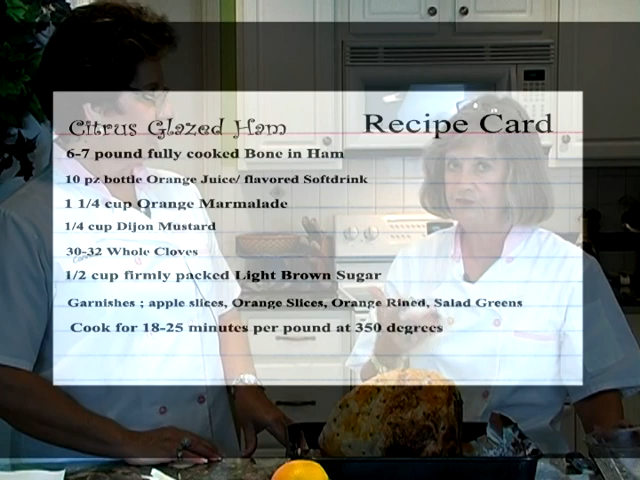 Citrus Glazed Ham
Recipe Card
6-7 pound fully cooked Bone in Ham
10 pz bottle Orange Juice/ flavored Softdrink
1 1/4 cup Orange Marmalade
1/4 cup Dijon Mustard
30-32 Whole Cloves
1/2 cup firmly packed Light Brown Sugar
Garnishes ; apple slices, Orange Slices, Orange Rined, Salad Greens
Cook for 18-25 minutes per pound at 350 degrees